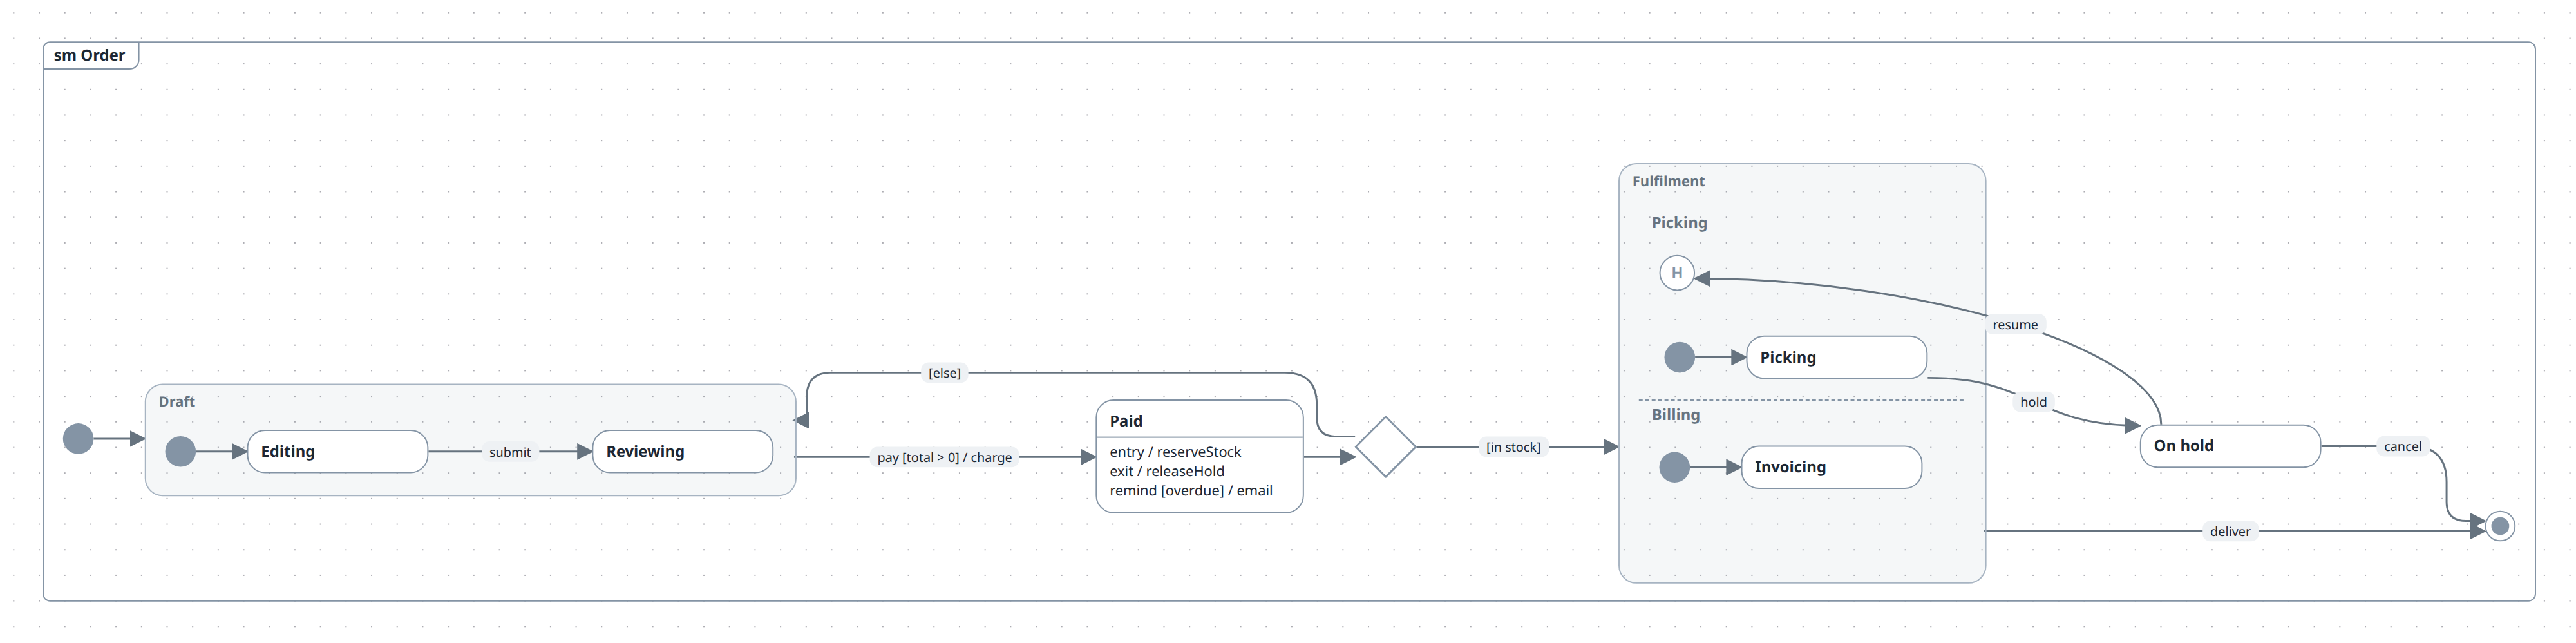 sm Order
Draft
Editing
submit
Reviewing
[else]
pay [total > 0] / charge
Paid
entry / reserveStock
exit / releaseHold
remind [overdue] / email
[in stock]
Fulfilment
Picking
H
Picking
Billing
Invoicing
resume
hold
On hold
cancel
deliver